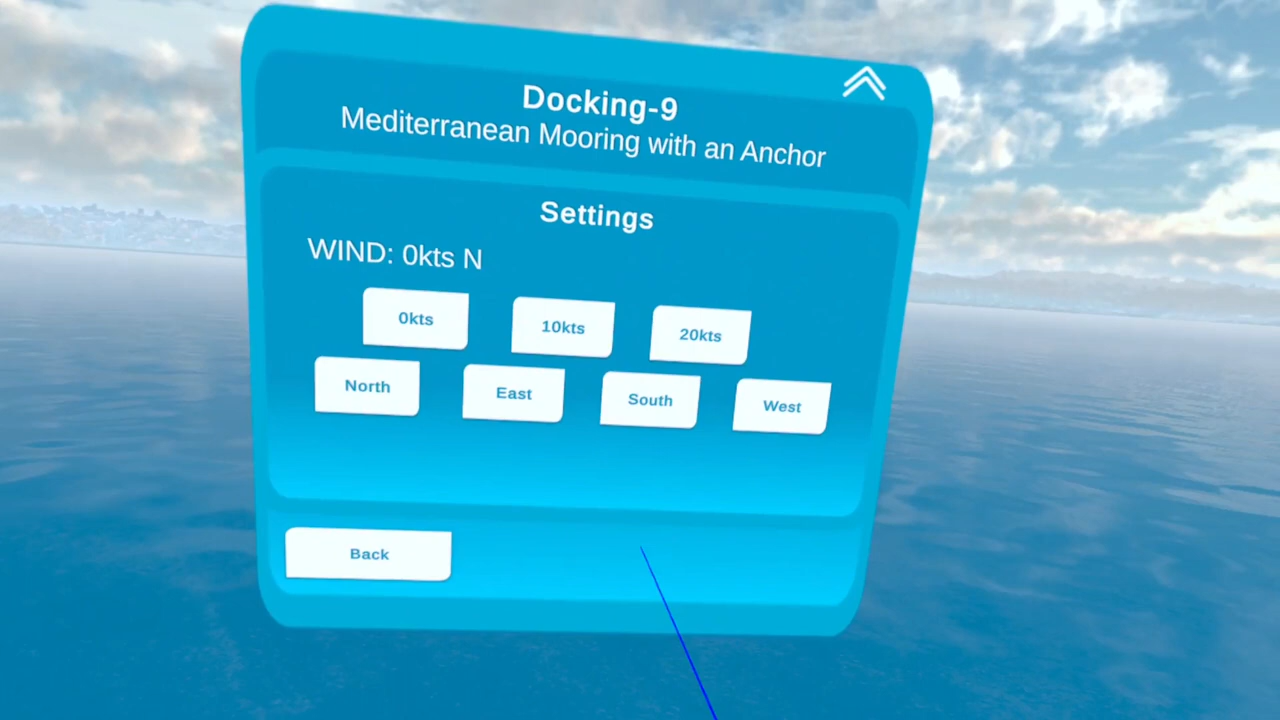 Docking-9
Mediterranean Mooring with an Anchor
Settings
WIND: 0kts N
0kts 10kts 20kts
North East South West
Back